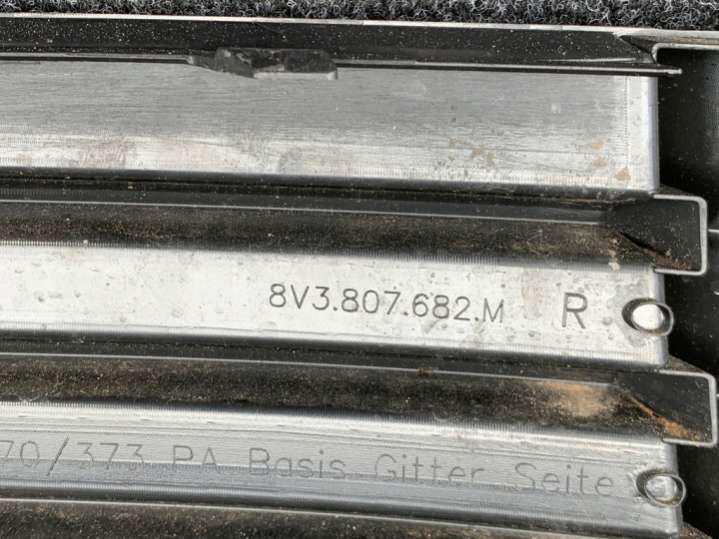 8V3.807.682.M R
70/373 PA Basis Gitter Seite